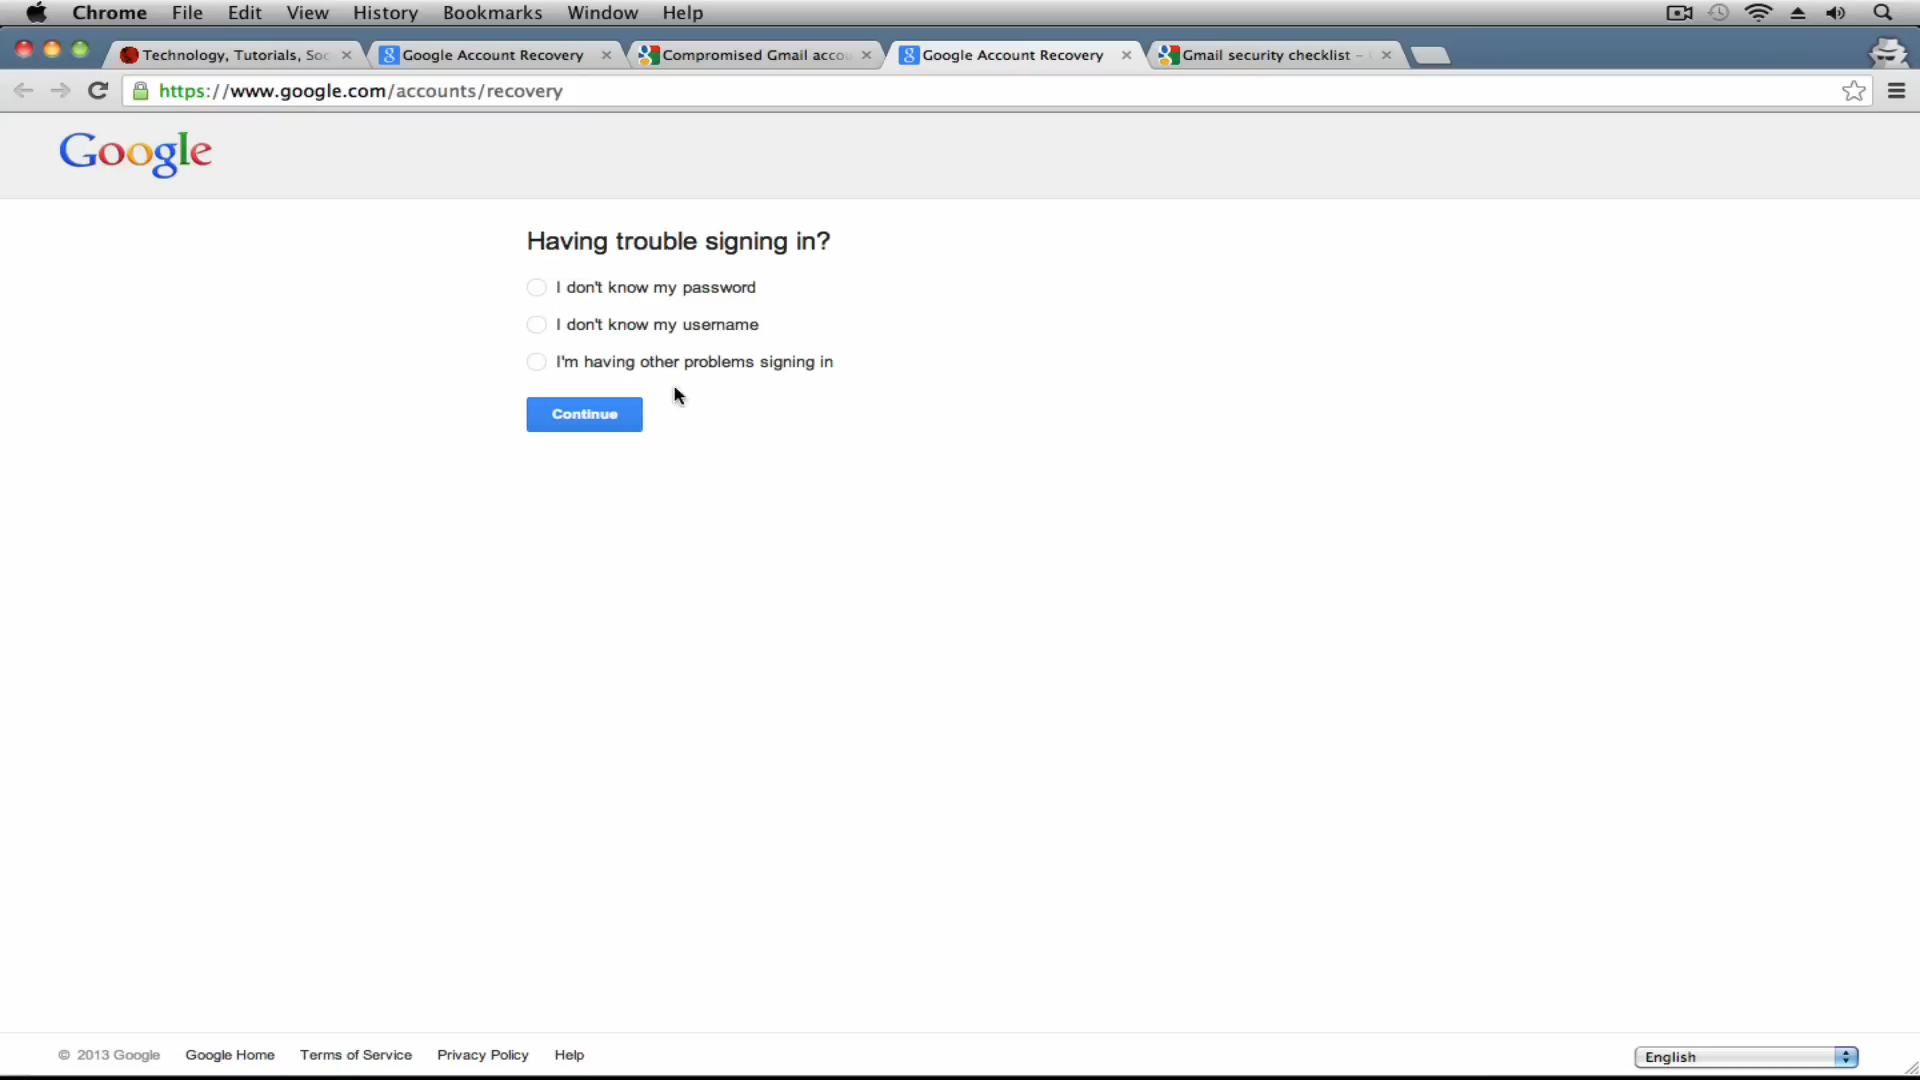 Chrome File Edit View History Bookmarks Window Help
Technology, Tutorials, Soc Google Account Recovery Compromised Gmail accou Google Account Recovery Gmail security checklist –
https://www.google.com/accounts/recovery
Google
Having trouble signing in?
I don't know my password
I don't know my username
I'm having other problems signing in
Continue
© 2013 Google Google Home Terms of Service Privacy Policy Help English